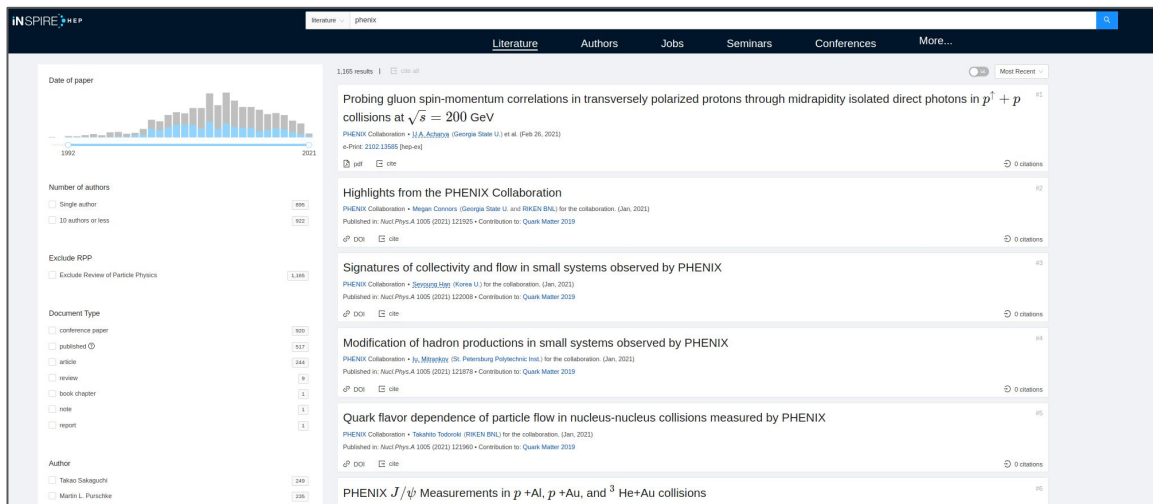 iNSPIRE HEP
literature
phenix
Literature
Authors
Jobs
Seminars
Conferences
More...
Date of paper
1992
2021
Number of authors
Single author
895
10 authors or less
922
Exclude RPP
Exclude Review of Particle Physics
1,165
Document Type
conference paper
920
published
517
article
244
review
9
book chapter
1
note
1
report
1
Author
Takao Sakaguchi
249
Martin L. Purschke
235
1,165 results
cite all
Most Recent
Probing gluon spin-momentum correlations in transversely polarized protons through midrapidity isolated direct photons in p↑ + p
collisions at √s = 200 GeV
#1
PHENIX Collaboration • U.A. Acharya (Georgia State U.) et al. (Feb 26, 2021)
e-Print: 2102.13585 [hep-ex]
pdf
cite
0 citations
Highlights from the PHENIX Collaboration
#2
PHENIX Collaboration • Megan Connors (Georgia State U. and RIKEN BNL) for the collaboration. (Jan, 2021)
Published in: Nucl.Phys.A 1005 (2021) 121925 • Contribution to: Quark Matter 2019
DOI
cite
0 citations
Signatures of collectivity and flow in small systems observed by PHENIX
#3
PHENIX Collaboration • Seyoung Han (Korea U.) for the collaboration. (Jan, 2021)
Published in: Nucl.Phys.A 1005 (2021) 122008 • Contribution to: Quark Matter 2019
DOI
cite
0 citations
Modification of hadron productions in small systems observed by PHENIX
#4
PHENIX Collaboration • Iu. Mitrankov (St. Petersburg Polytechnic Inst.) for the collaboration. (Jan, 2021)
Published in: Nucl.Phys.A 1005 (2021) 121878 • Contribution to: Quark Matter 2019
DOI
cite
0 citations
Quark flavor dependence of particle flow in nucleus-nucleus collisions measured by PHENIX
#5
PHENIX Collaboration • Takahito Todoroki (RIKEN BNL) for the collaboration. (Jan, 2021)
Published in: Nucl.Phys.A 1005 (2021) 121960 • Contribution to: Quark Matter 2019
DOI
cite
0 citations
PHENIX J/ψ Measurements in p +Al, p +Au, and ³ He+Au collisions
#6